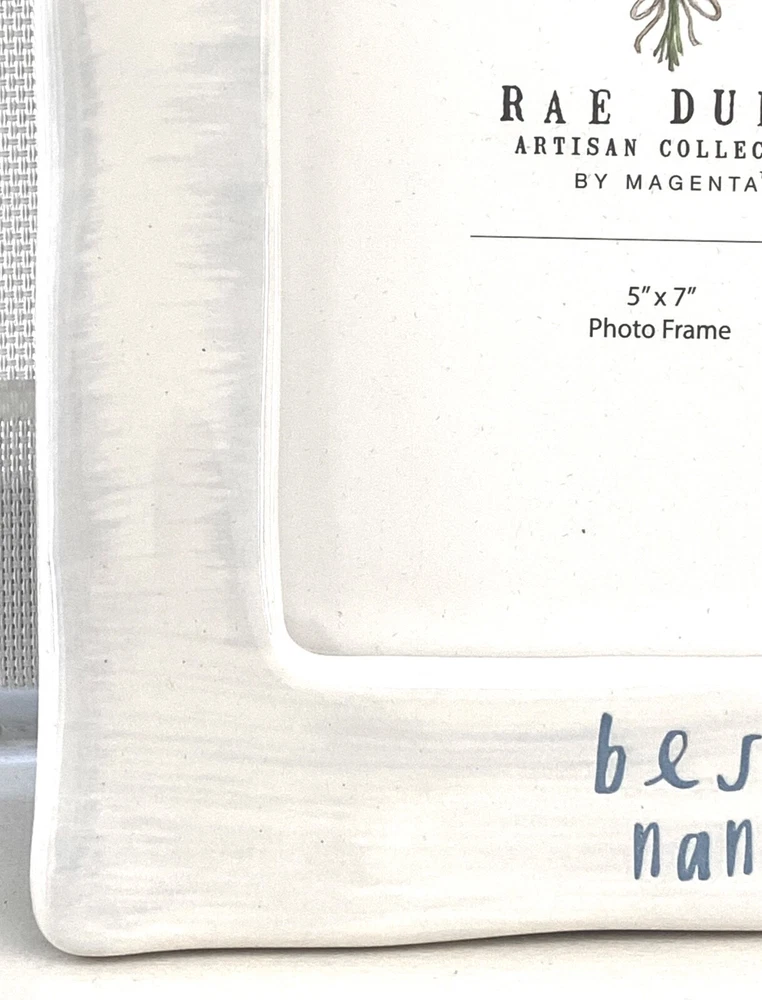 RAE DU
ARTISAN COLLEC
BY MAGENTA
5” x 7”
Photo Frame
bes
nan